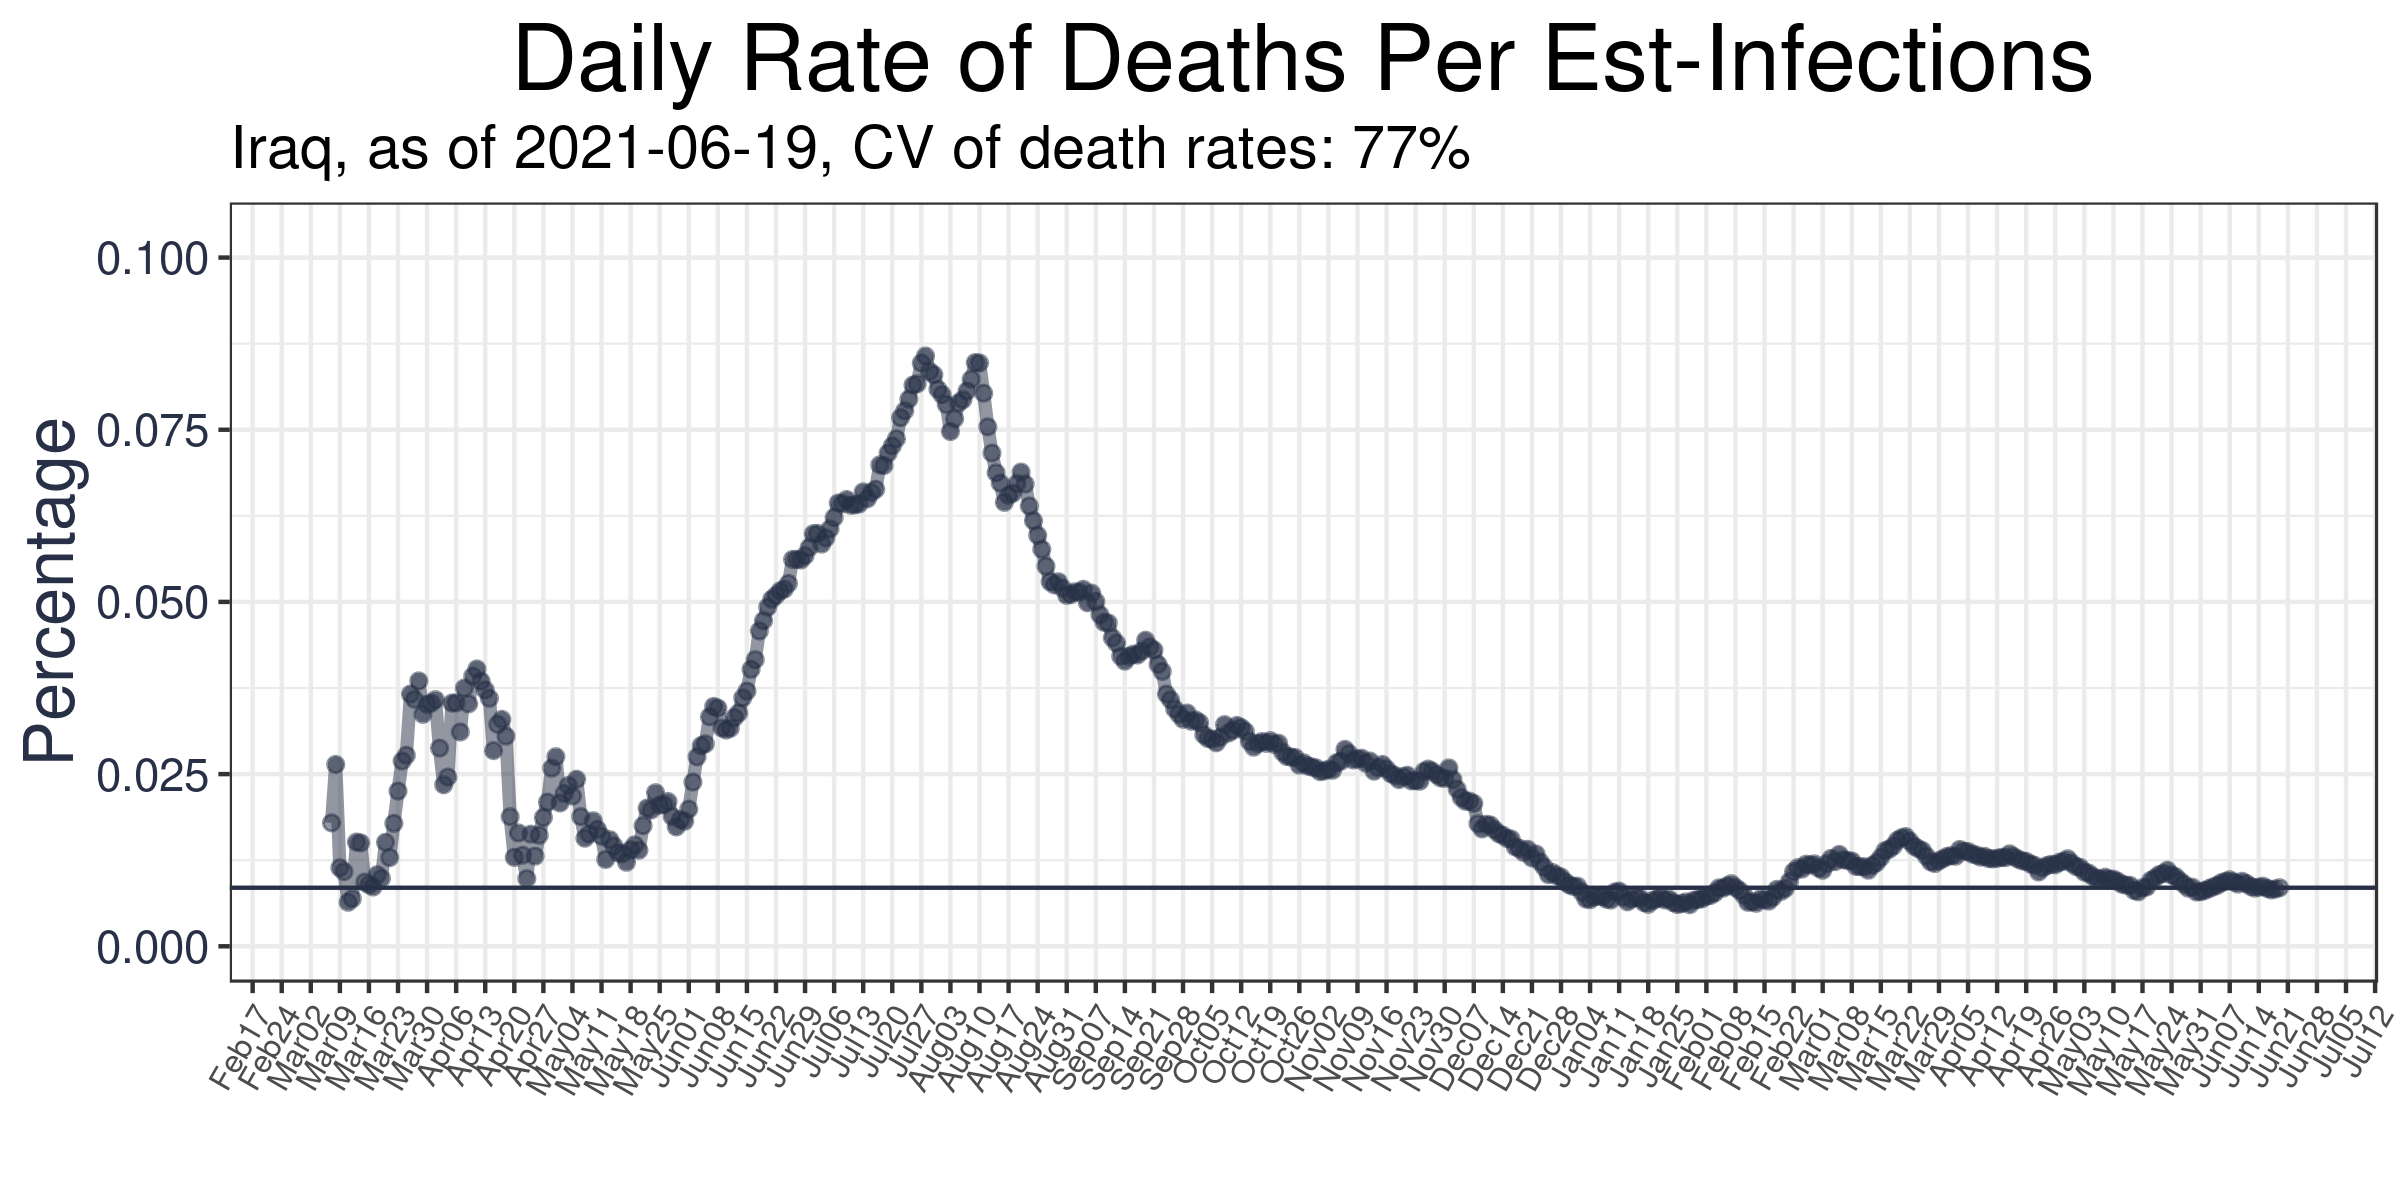 Daily Rate of Deaths Per Est-Infections
Iraq, as of 2021-06-19, CV of death rates: 77%
Percentage
0.100
0.075
0.050
0.025
0.000
Feb17 Feb24 Mar02 Mar09 Mar16 Mar23 Mar30 Apr06 Apr13 Apr20 Apr27 May04 May11 May18 May25 Jun01 Jun08 Jun15 Jun22 Jun29 Jul06 Jul13 Jul20 Jul27 Aug03 Aug10 Aug17 Aug24 Aug31 Sep07 Sep14 Sep21 Sep28 Oct05 Oct12 Oct19 Oct26 Nov02 Nov09 Nov16 Nov23 Nov30 Dec07 Dec14 Dec21 Dec28 Jan04 Jan11 Jan18 Jan25 Feb01 Feb08 Feb15 Feb22 Mar01 Mar08 Mar15 Mar22 Mar29 Apr05 Apr12 Apr19 Apr26 May03 May10 May17 May24 May31 Jun07 Jun14 Jun21 Jun28 Jul05 Jul12